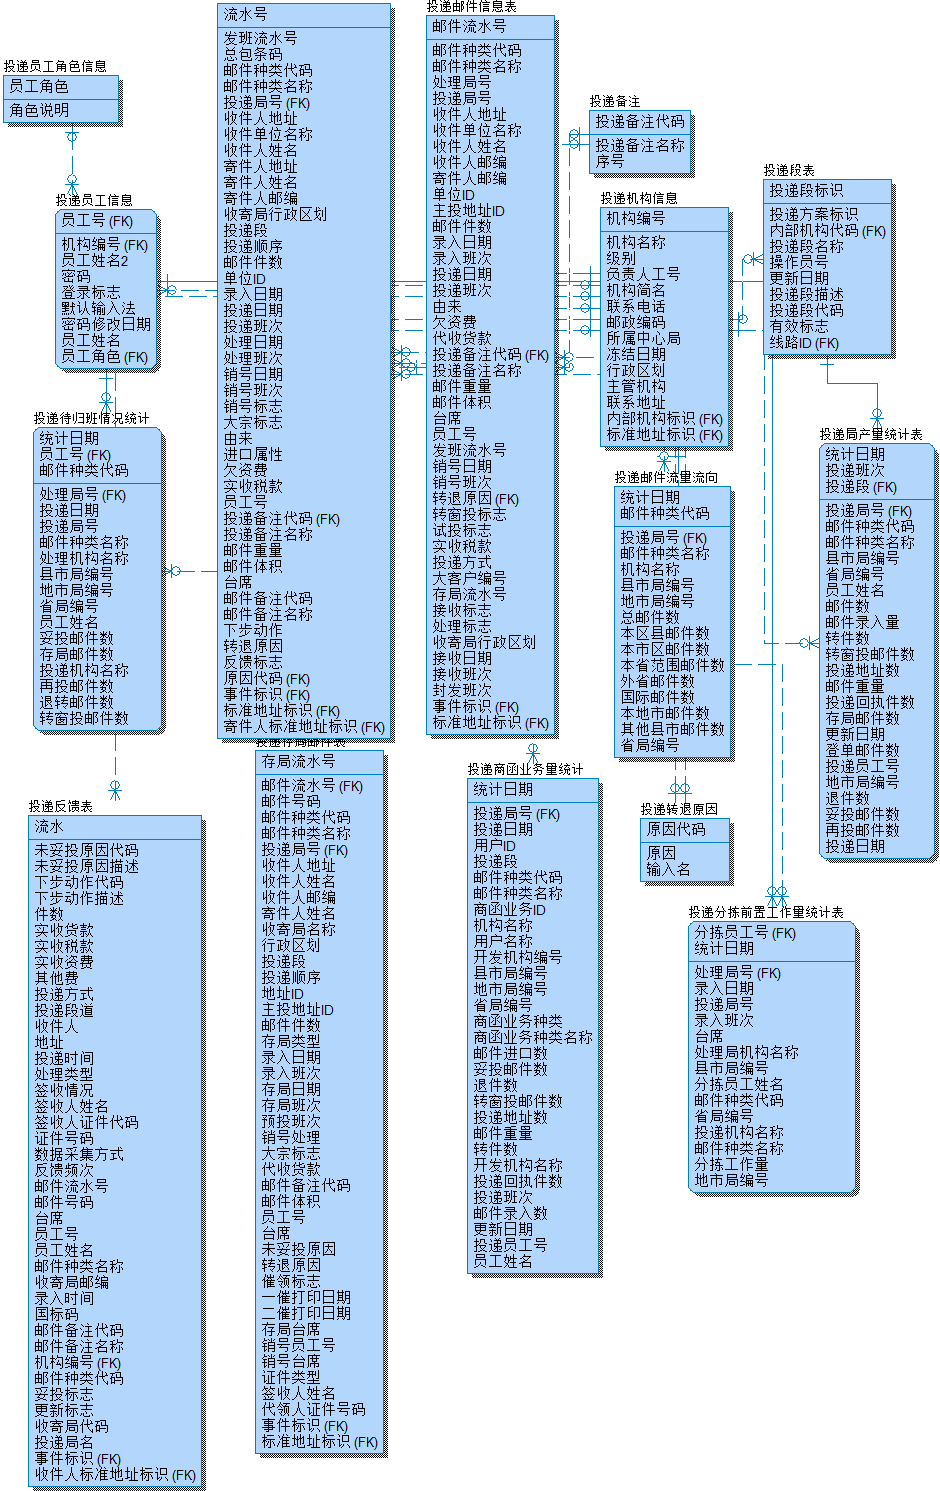 投递员工角色信息
员工角色
角色说明
投递员工信息
员工号 (FK)
机构编号 (FK)
员工姓名2
密码
登录标志
默认输入法
密码修改日期
员工姓名
员工角色 (FK)
投递待归班情况统计
统计日期
员工号 (FK)
邮件种类代码
处理局号 (FK)
投递日期
投递局号
邮件种类名称
处理机构名称
县市局编号
地市局编号
省局编号
员工姓名
妥投邮件数
存局邮件数
投递机构名称
再投邮件数
退转邮件数
转窗投邮件数
投递反馈表
流水
未妥投原因代码
未妥投原因描述
下步动作代码
下步动作描述
件数
实收货款
实收税款
实收资费
其他费
投递方式
投递段道
收件人
地址
投递时间
处理类型
签收情况
签收人姓名
签收人证件代码
证件号码
数据采集方式
反馈频次
邮件流水号
邮件号码
台席
员工号
员工姓名
邮件种类名称
收寄局邮编
录入时间
国标码
邮件备注代码
邮件备注名称
机构编号 (FK)
邮件种类代码
妥投标志
更新标志
收寄局代码
投递局名
事件标识 (FK)
收件人标准地址标识 (FK)
流水号
发班流水号
总包条码
邮件种类代码
邮件种类名称
投递局号 (FK)
收件人地址
收件单位名称
收件人姓名
寄件人地址
寄件人姓名
寄件人邮编
收寄局行政区划
投递段
投递顺序
邮件件数
单位ID
录入日期
投递日期
投递班次
处理日期
处理班次
销号日期
销号班次
销号标志
大宗标志
由来
进口属性
欠资费
实收税款
员工号
投递备注代码 (FK)
投递备注名称
邮件重量
邮件体积
台席
邮件备注代码
邮件备注名称
下步动作
转退原因
反馈标志
原因代码 (FK)
事件标识 (FK)
标准地址标识 (FK)
寄件人标准地址标识 (FK)
投递存局邮件表
存局流水号
邮件流水号 (FK)
邮件号码
邮件种类代码
邮件种类名称
投递局号 (FK)
收件人地址
收件人姓名
收件人邮编
寄件人姓名
收寄局名称
行政区划
投递段
投递顺序
地址ID
主投地址ID
邮件件数
存局类型
录入日期
录入班次
存局日期
存局班次
预投班次
销号处理
大宗标志
代收货款
邮件备注代码
邮件体积
员工号
台席
未妥投原因
转退原因
催领标志
一催打印日期
二催打印日期
存局台席
销号员工号
销号台席
证件类型
签收人姓名
代领人证件号码
事件标识 (FK)
标准地址标识 (FK)
投递邮件信息表
邮件流水号
邮件种类代码
邮件种类名称
处理局号
投递局号
收件人地址
收件单位名称
收件人姓名
收件人邮编
寄件人邮编
单位ID
主投地址ID
邮件件数
录入日期
录入班次
投递日期
投递班次
由来
欠资费
代收货款
投递备注代码 (FK)
投递备注名称
邮件重量
邮件体积
台席
员工号
发班流水号
销号日期
销号班次
转退原因 (FK)
转窗投标志
试投标志
实收税款
投递方式
大客户编号
存局流水号
接收标志
处理标志
收寄局行政区划
接收日期
接收班次
封发班次
事件标识 (FK)
标准地址标识 (FK)
投递商函业务量统计
统计日期
投递局号 (FK)
投递日期
用户ID
投递段
邮件种类代码
邮件种类名称
商函业务ID
机构名称
用户名称
开发机构编号
县市局编号
地市局编号
省局编号
商函业务种类
商函业务种类名称
邮件进口数
妥投邮件数
退件数
转窗投邮件数
投递地址数
邮件重量
转件数
开发机构名称
投递回执件数
投递班次
邮件录入数
更新日期
投递员工号
员工姓名
投递备注
投递备注代码
投递备注名称
序号
投递机构信息
机构编号
机构名称
级别
负责人工号
机构简名
联系电话
邮政编码
所属中心局
冻结日期
行政区划
主管机构
联系地址
内部机构标识 (FK)
标准地址标识 (FK)
投递邮件流里流向
统计日期
邮件种类代码
投递局号 (FK)
邮件种类名称
机构名称
县市局编号
地市局编号
总邮件数
本区县邮件数
本市区邮件数
本省范围邮件数
外省邮件数
国际邮件数
本地市邮件数
其他县市邮件数
省局编号
投递转退原因
原因代码
原因
输入名
投递段表
投递段标识
投递方案标识
内部机构代码 (FK)
投递段名称
操作员号
更新日期
投递段描述
投递段代码
有效标志
线路ID (FK)
投递局产量统计表
统计日期
投递班次
投递段 (FK)
投递局号 (FK)
邮件种类代码
邮件种类名称
县市局编号
省局编号
员工姓名
邮件数
邮件录入量
转件数
转窗投邮件数
投递地址数
邮件重量
投递回执件数
存局邮件数
更新日期
登单邮件数
投递员工号
地市局编号
退件数
妥投邮件数
再投邮件数
投递日期
投递分拣前置工作量统计表
分拣员工号 (FK)
统计日期
处理局号 (FK)
录入日期
投递局号
录入班次
台席
处理局机构名称
县市局编号
分拣员工姓名
邮件种类代码
省局编号
投递机构名称
邮件种类名称
分拣工作量
地市局编号